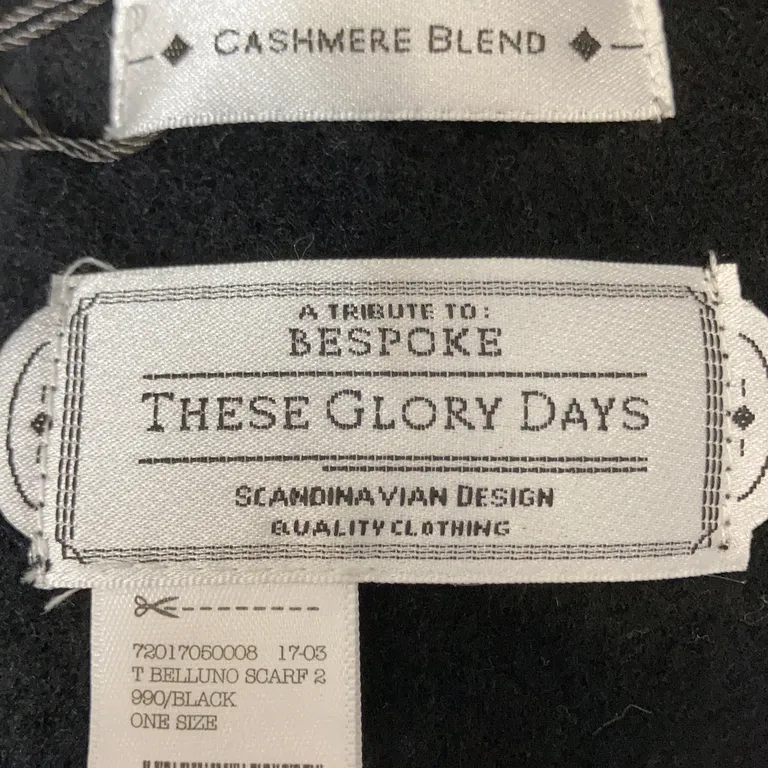 CASHMERE BLEND
A TRIBUTE TO:
BESPOKE
THESE GLORY DAYS
SCANDINAVIAN DESIGN
QUALITY CLOTHING
72017050008 17-03
T BELLUNO SCARF 2
990/BLACK
ONE SIZE